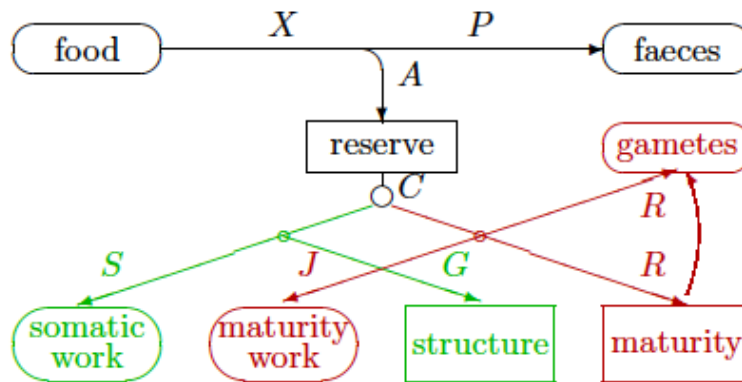 X P
food faeces
A
reserve gametes
C
R
S J G R
somatic maturity structure maturity
work work